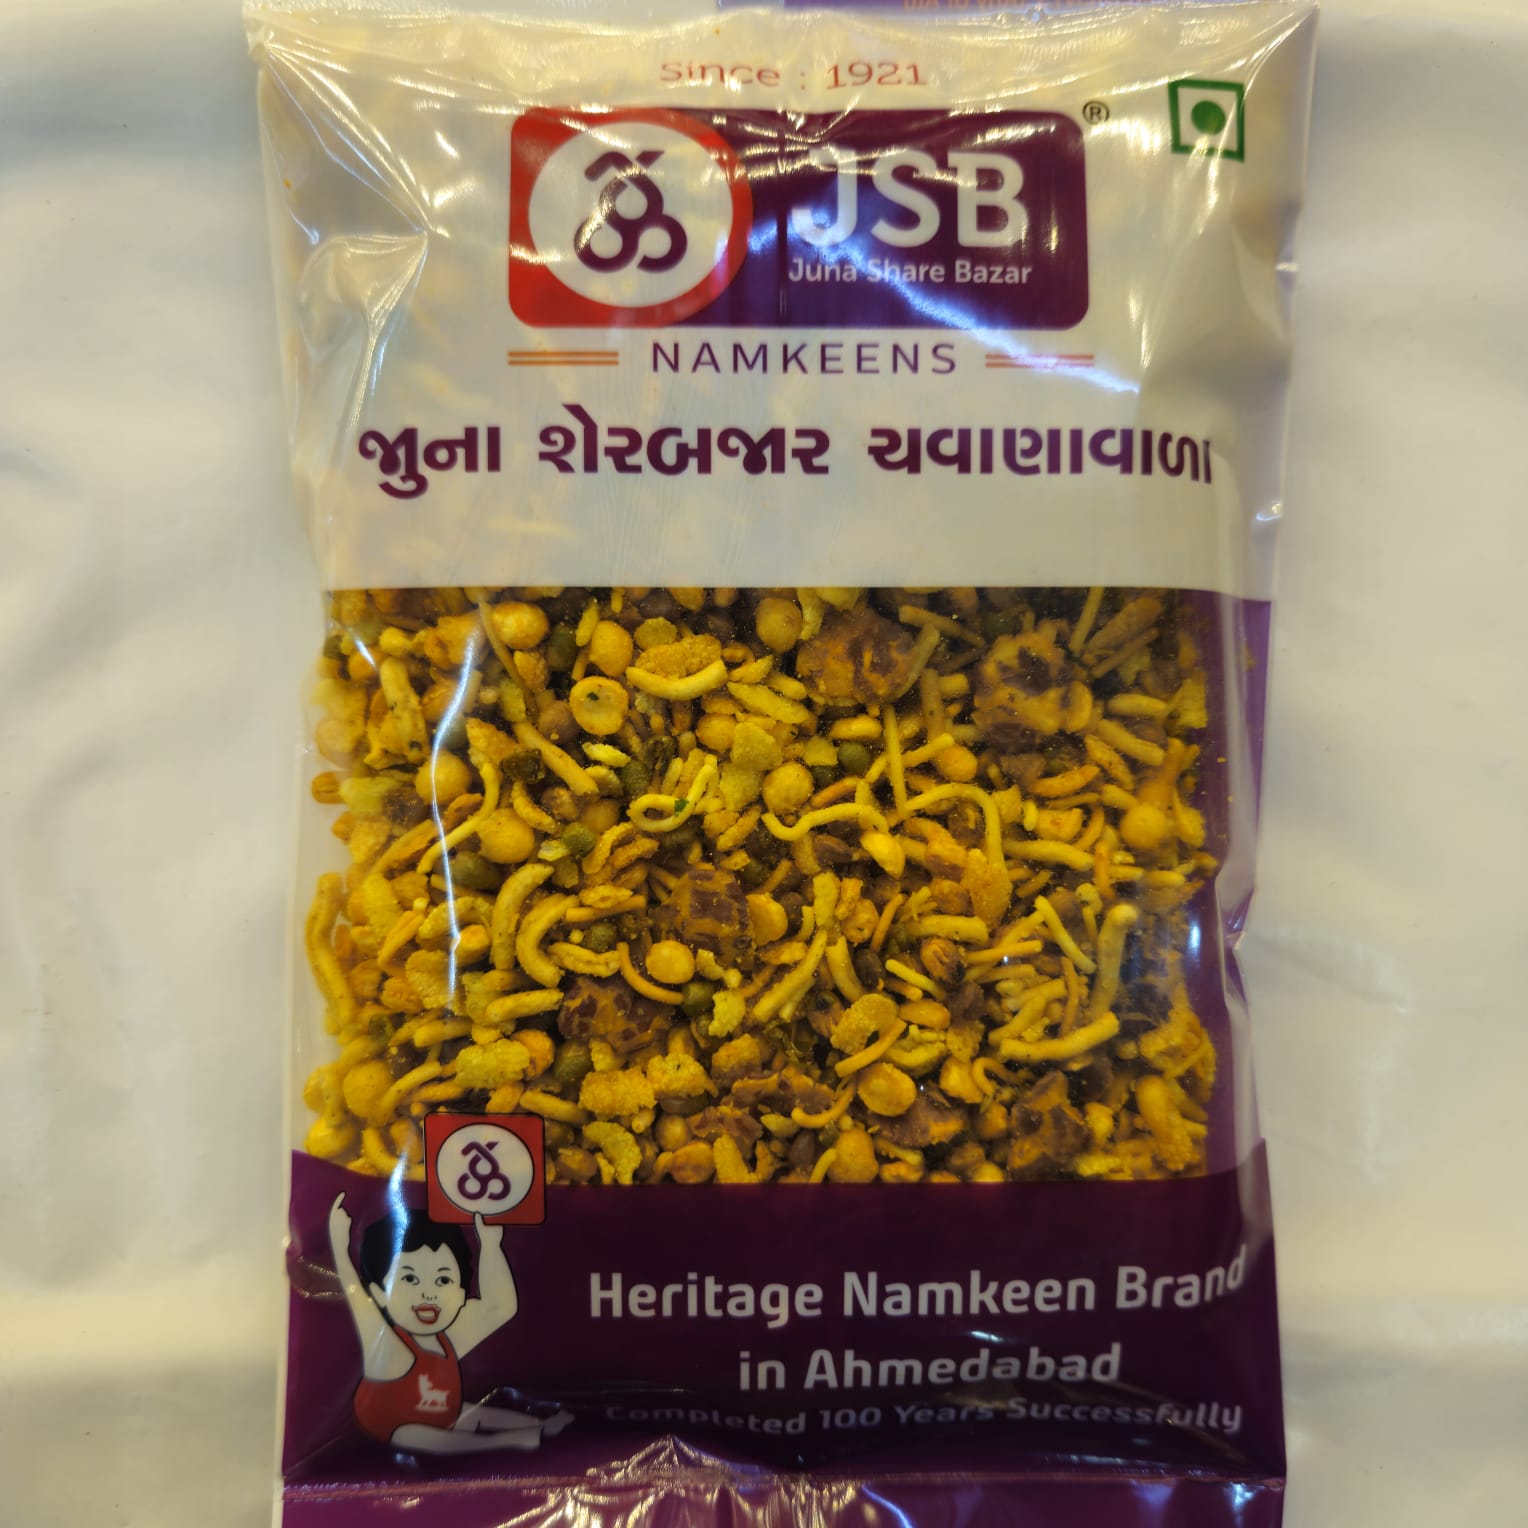 Since : 1921
JSB
®
Juna Share Bazar
NAMKEENS
જુના શેરબજાર ચવાણાવાળા
Heritage Namkeen Brand
in Ahmedabad
Completed 100 Years Successfully